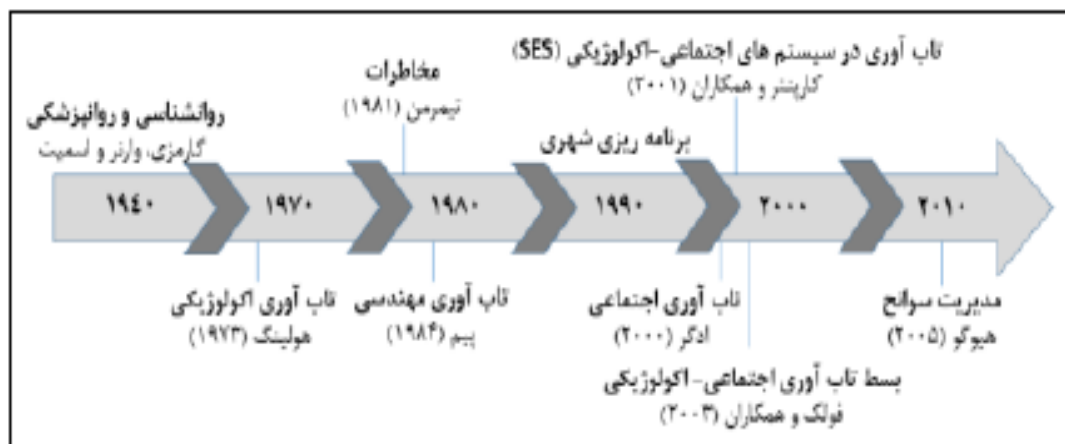 تاب آوری در سیستم های اجتماعی-اکولوژیکی (SES)
کارپنتر و همکاران (۲۰۰۱)
مخاطرات
تیمرمن (۱۹۸۱)
روانشناسی و روانپزشکی
گارمزی، وارنر و اسمیت
برنامه ریزی شهری
۱۹۴۰
۱۹۷۰
۱۹۸۰
۱۹۹۰
۲۰۰۰
۲۰۱۰
تاب آوری اکولوژیکی
هولینگ (۱۹۷۳)
تاب آوری مهندسی
پیم (۱۹۸۴)
تاب آوری اجتماعی
ادگر (۲۰۰۰)
مدیریت سوانح
هیوگو (۲۰۰۵)
بسط تاب آوری اجتماعی- اکولوژیکی
فولک و همکاران (۲۰۰۳)